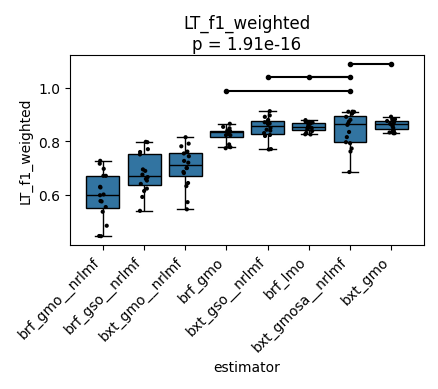 LT_f1_weighted
p = 1.91e-16
LT_f1_weighted
1.0
0.8
0.6
brf_gmo__nrlmf
brf_gso__nrlmf
bxt_gmo__nrlmf
brf_gmo
bxt_gso__nrlmf
brf_lmo
bxt_gmosa__nrlmf
bxt_gmo
estimator